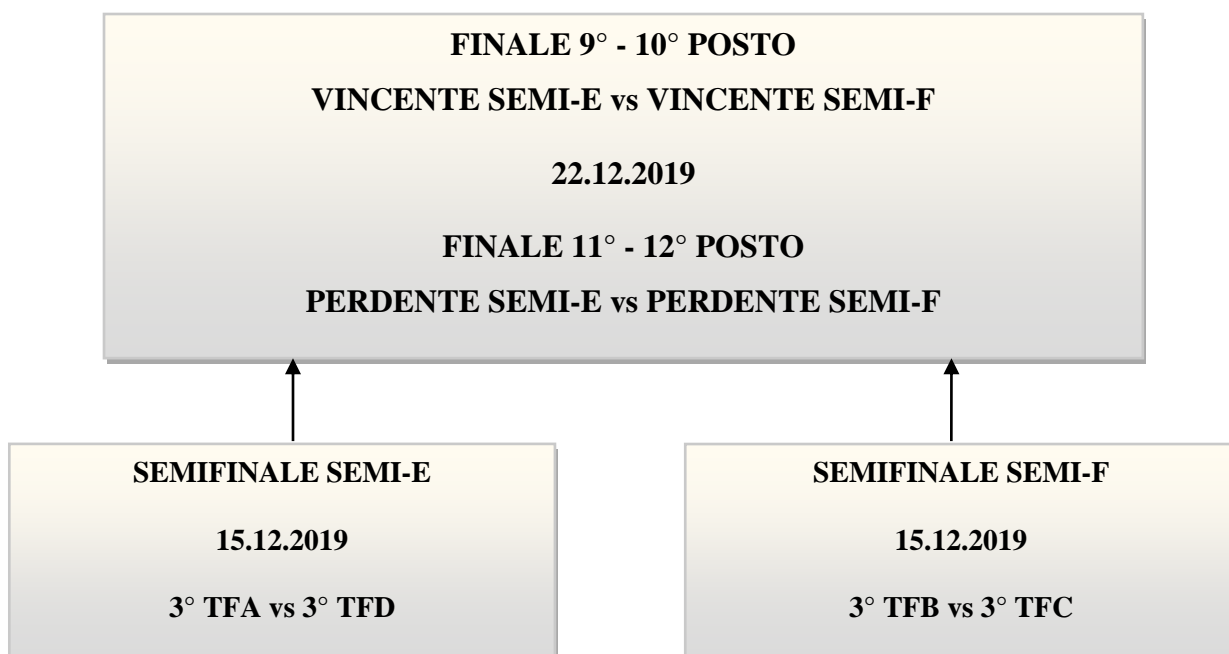 FINALE 9° - 10° POSTO
VINCENTE SEMI-E vs VINCENTE SEMI-F
22.12.2019
FINALE 11° - 12° POSTO
PERDENTE SEMI-E vs PERDENTE SEMI-F
SEMIFINALE SEMI-E
15.12.2019
3° TFA vs 3° TFD
SEMIFINALE SEMI-F
15.12.2019
3° TFB vs 3° TFC